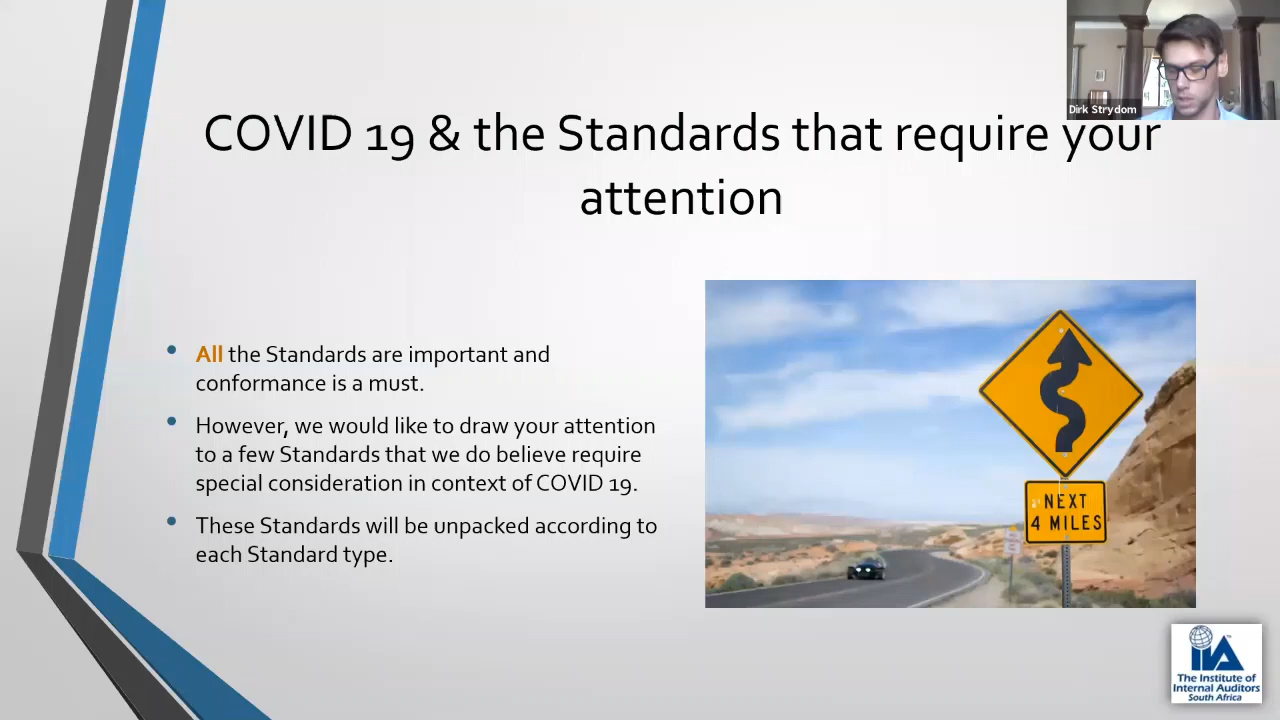 Dirk Strydom
COVID 19 & the Standards that require your
attention
All the Standards are important and
conformance is a must.
However, we would like to draw your attention
to a few Standards that we do believe require
special consideration in context of COVID 19.
These Standards will be unpacked according to
each Standard type.
NEXT
4 MILES
IIA
The Institute of
Internal Auditors
South Africa